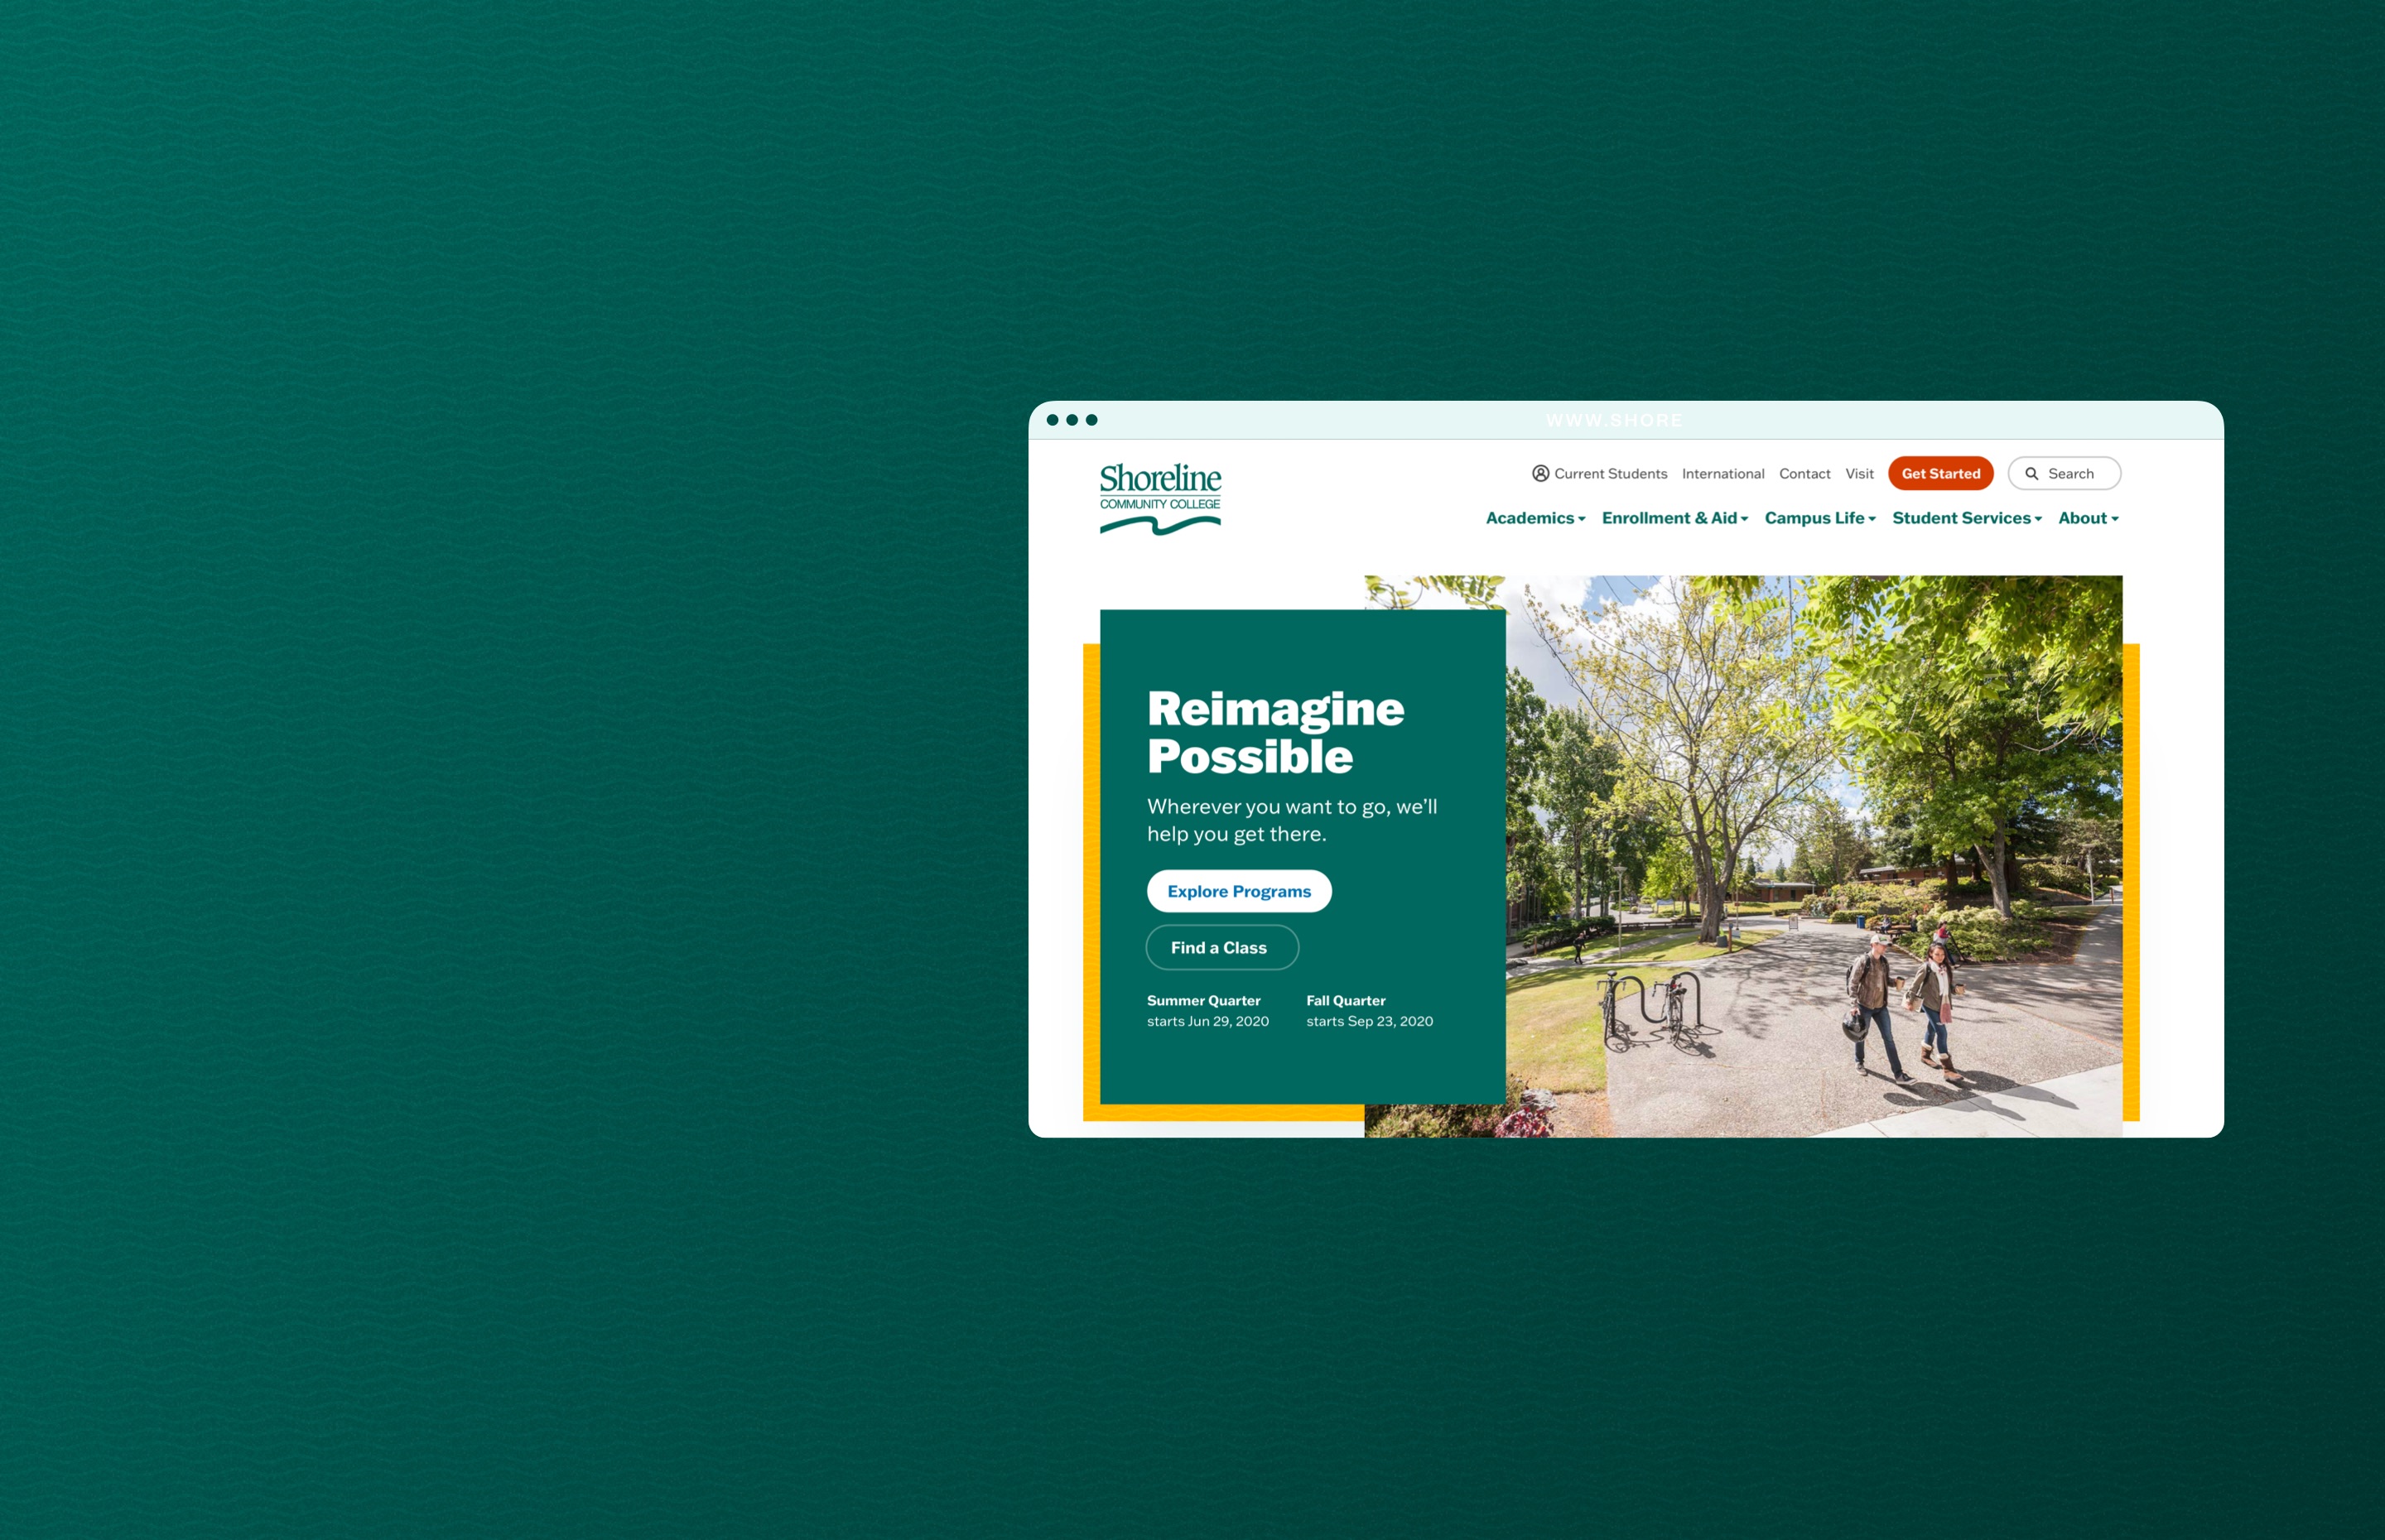 WWW.SHORE
Shoreline
COMMUNITY COLLEGE
Current Students International Contact Visit Get Started Search
Academics Enrollment & Aid Campus Life Student Services About
Reimagine
Possible
Wherever you want to go, we'll
help you get there.
Explore Programs
Find a Class
Summer Quarter Fall Quarter
starts Jun 29, 2020 starts Sep 23, 2020